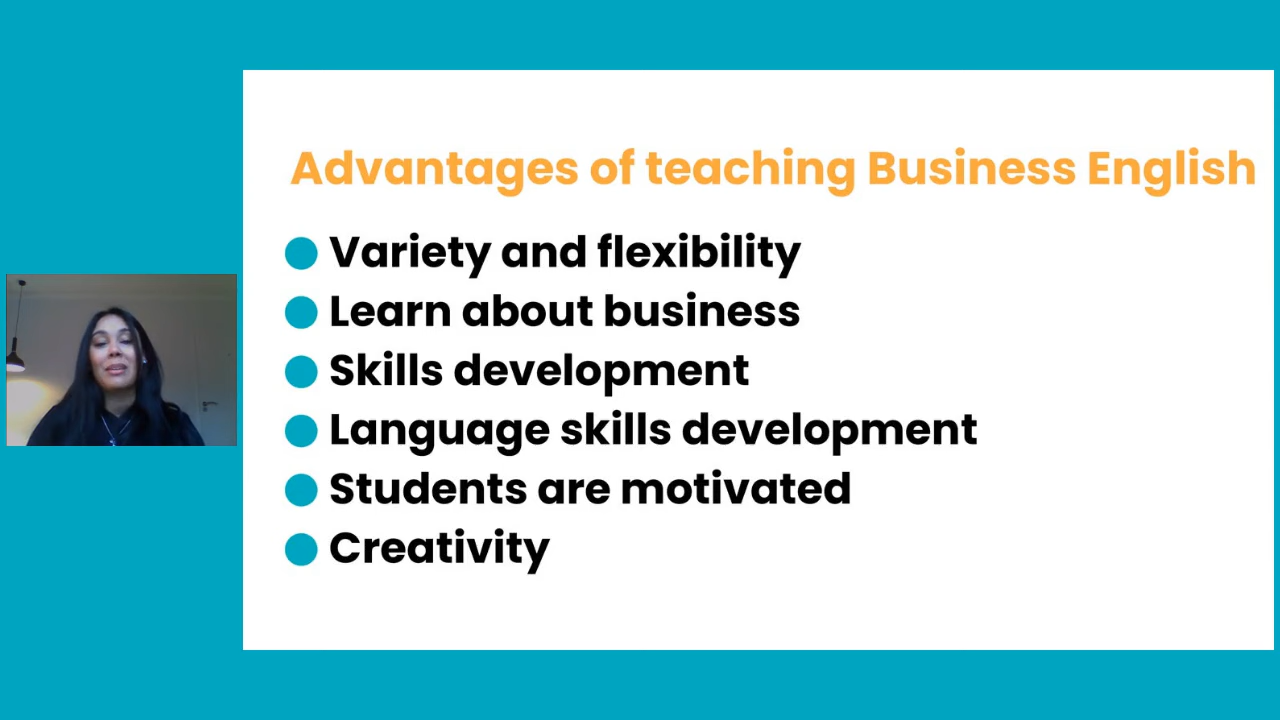 Advantages of teaching Business English
Variety and flexibility
Learn about business
Skills development
Language skills development
Students are motivated
Creativity